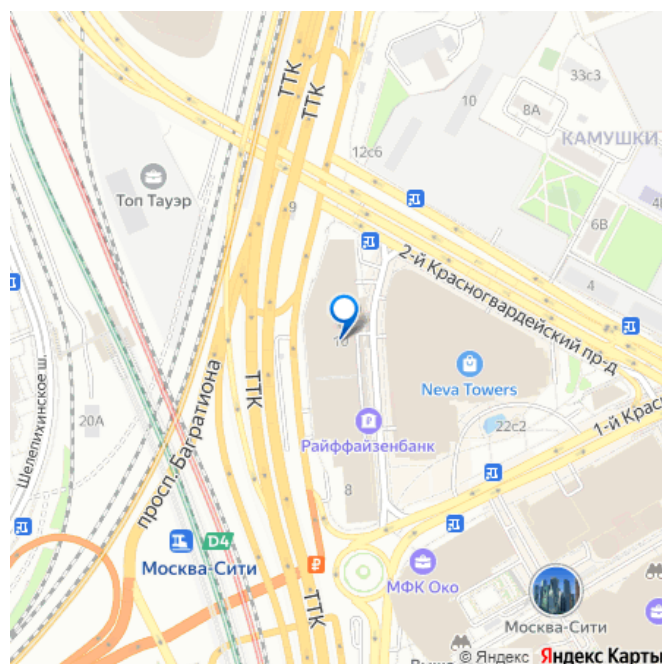 ТТК
ТТК
33с3
10
8А
КАМУШКИ
12с6
Топ Тауэр
9
6В
4
2-й Красногвардейский пр-д
10
Neva Towers
Шелепихинское ш.
просп. Багратиона
ТТК
20А
Райффайзенбанк
22с2
1-й Крас
8
D4
Москва-Сити
МФК Око
ТТК
Москва-Сити
© Яндекс Яндекс Карты